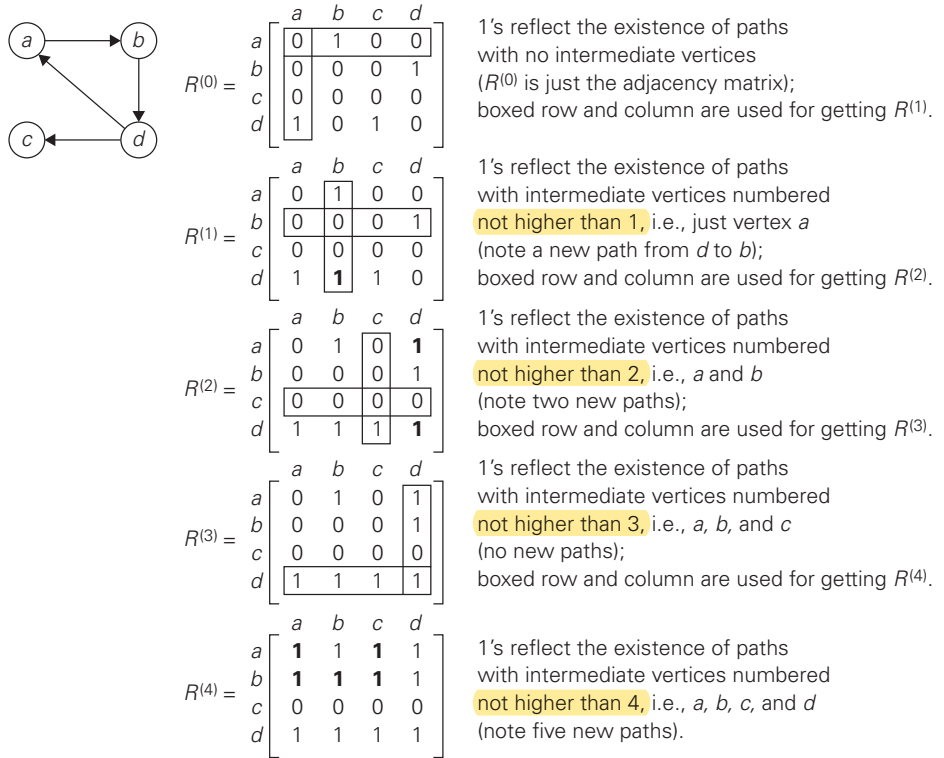 a b
c d
a b c d
a 0 1 0 0
b 0 0 0 1
R(0) =
c 0 0 0 0
d 1 0 1 0
1's reflect the existence of paths
with no intermediate vertices
(R(0) is just the adjacency matrix);
boxed row and column are used for getting R(1).
a b c d
a 0 1 0 0
b 0 0 0 1
R(1) =
c 0 0 0 0
d 1 1 1 0
1's reflect the existence of paths
with intermediate vertices numbered
not higher than 1, i.e., just vertex a
(note a new path from d to b);
boxed row and column are used for getting R(2).
a b c d
a 0 1 0 1
b 0 0 0 1
R(2) =
c 0 0 0 0
d 1 1 1 1
1's reflect the existence of paths
with intermediate vertices numbered
not higher than 2, i.e., a and b
(note two new paths);
boxed row and column are used for getting R(3).
a b c d
a 0 1 0 1
b 0 0 0 1
R(3) =
c 0 0 0 0
d 1 1 1 1
1's reflect the existence of paths
with intermediate vertices numbered
not higher than 3, i.e., a, b, and c
(no new paths);
boxed row and column are used for getting R(4).
a b c d
a 1 1 1 1
b 1 1 1 1
R(4) =
c 0 0 0 0
d 1 1 1 1
1's reflect the existence of paths
with intermediate vertices numbered
not higher than 4, i.e., a, b, c, and d
(note five new paths).